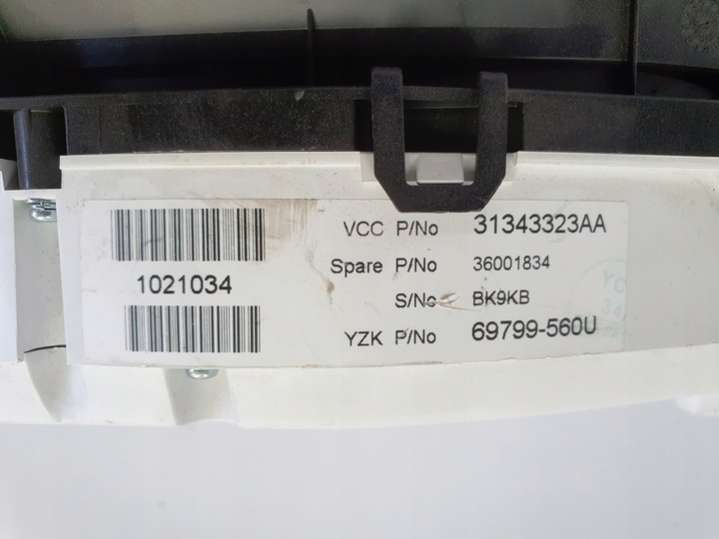 VCC P/No 31343323AA
Spare P/No 36001834
1021034
S/No BK9KB
YZK P/No 69799-560U